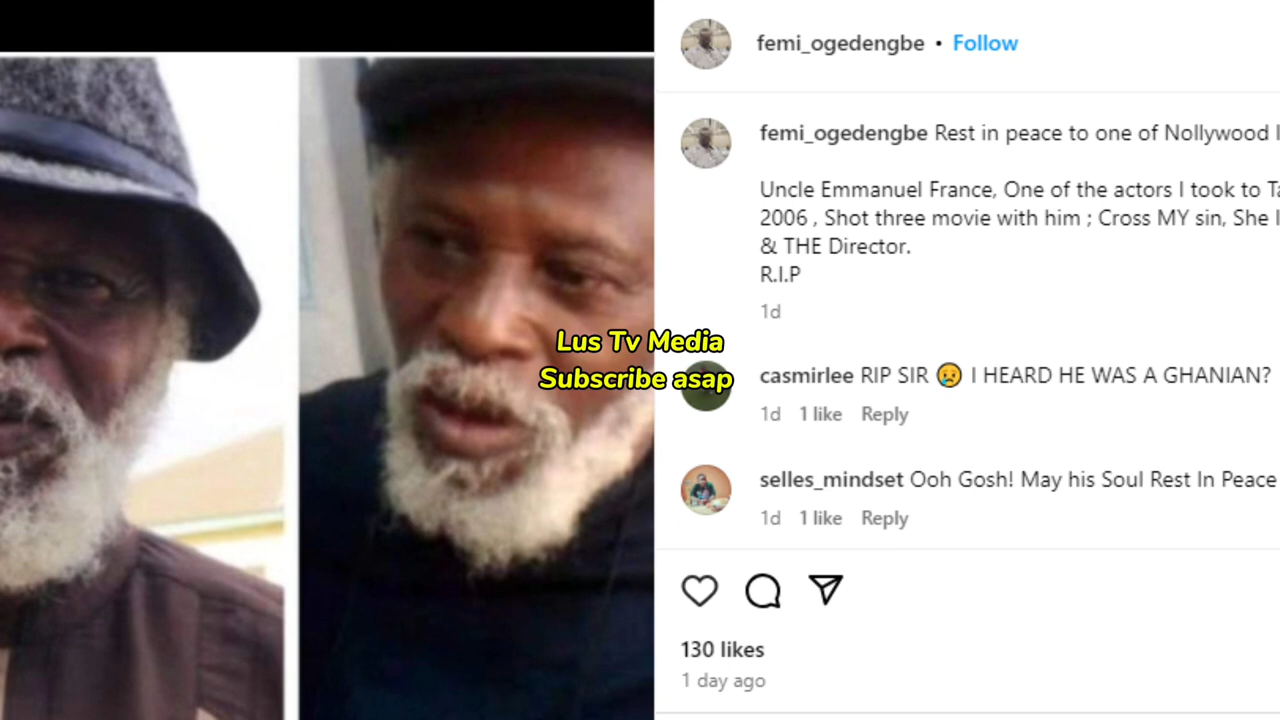 femi_ogedengbe • Follow
femi_ogedengbe Rest in peace to one of Nollywood
Uncle Emmanuel France, One of the actors I took to
2006 , Shot three movie with him ; Cross MY sin, She
& THE Director.
R.I.P
1d
Lus Tv Media
Subscribe asap
casmirlee RIP SIR 😥 I HEARD HE WAS A GHANIAN?
1d 1 like Reply
selles_mindset Ooh Gosh! May his Soul Rest In Peace
1d 1 like Reply
130 likes
1 day ago